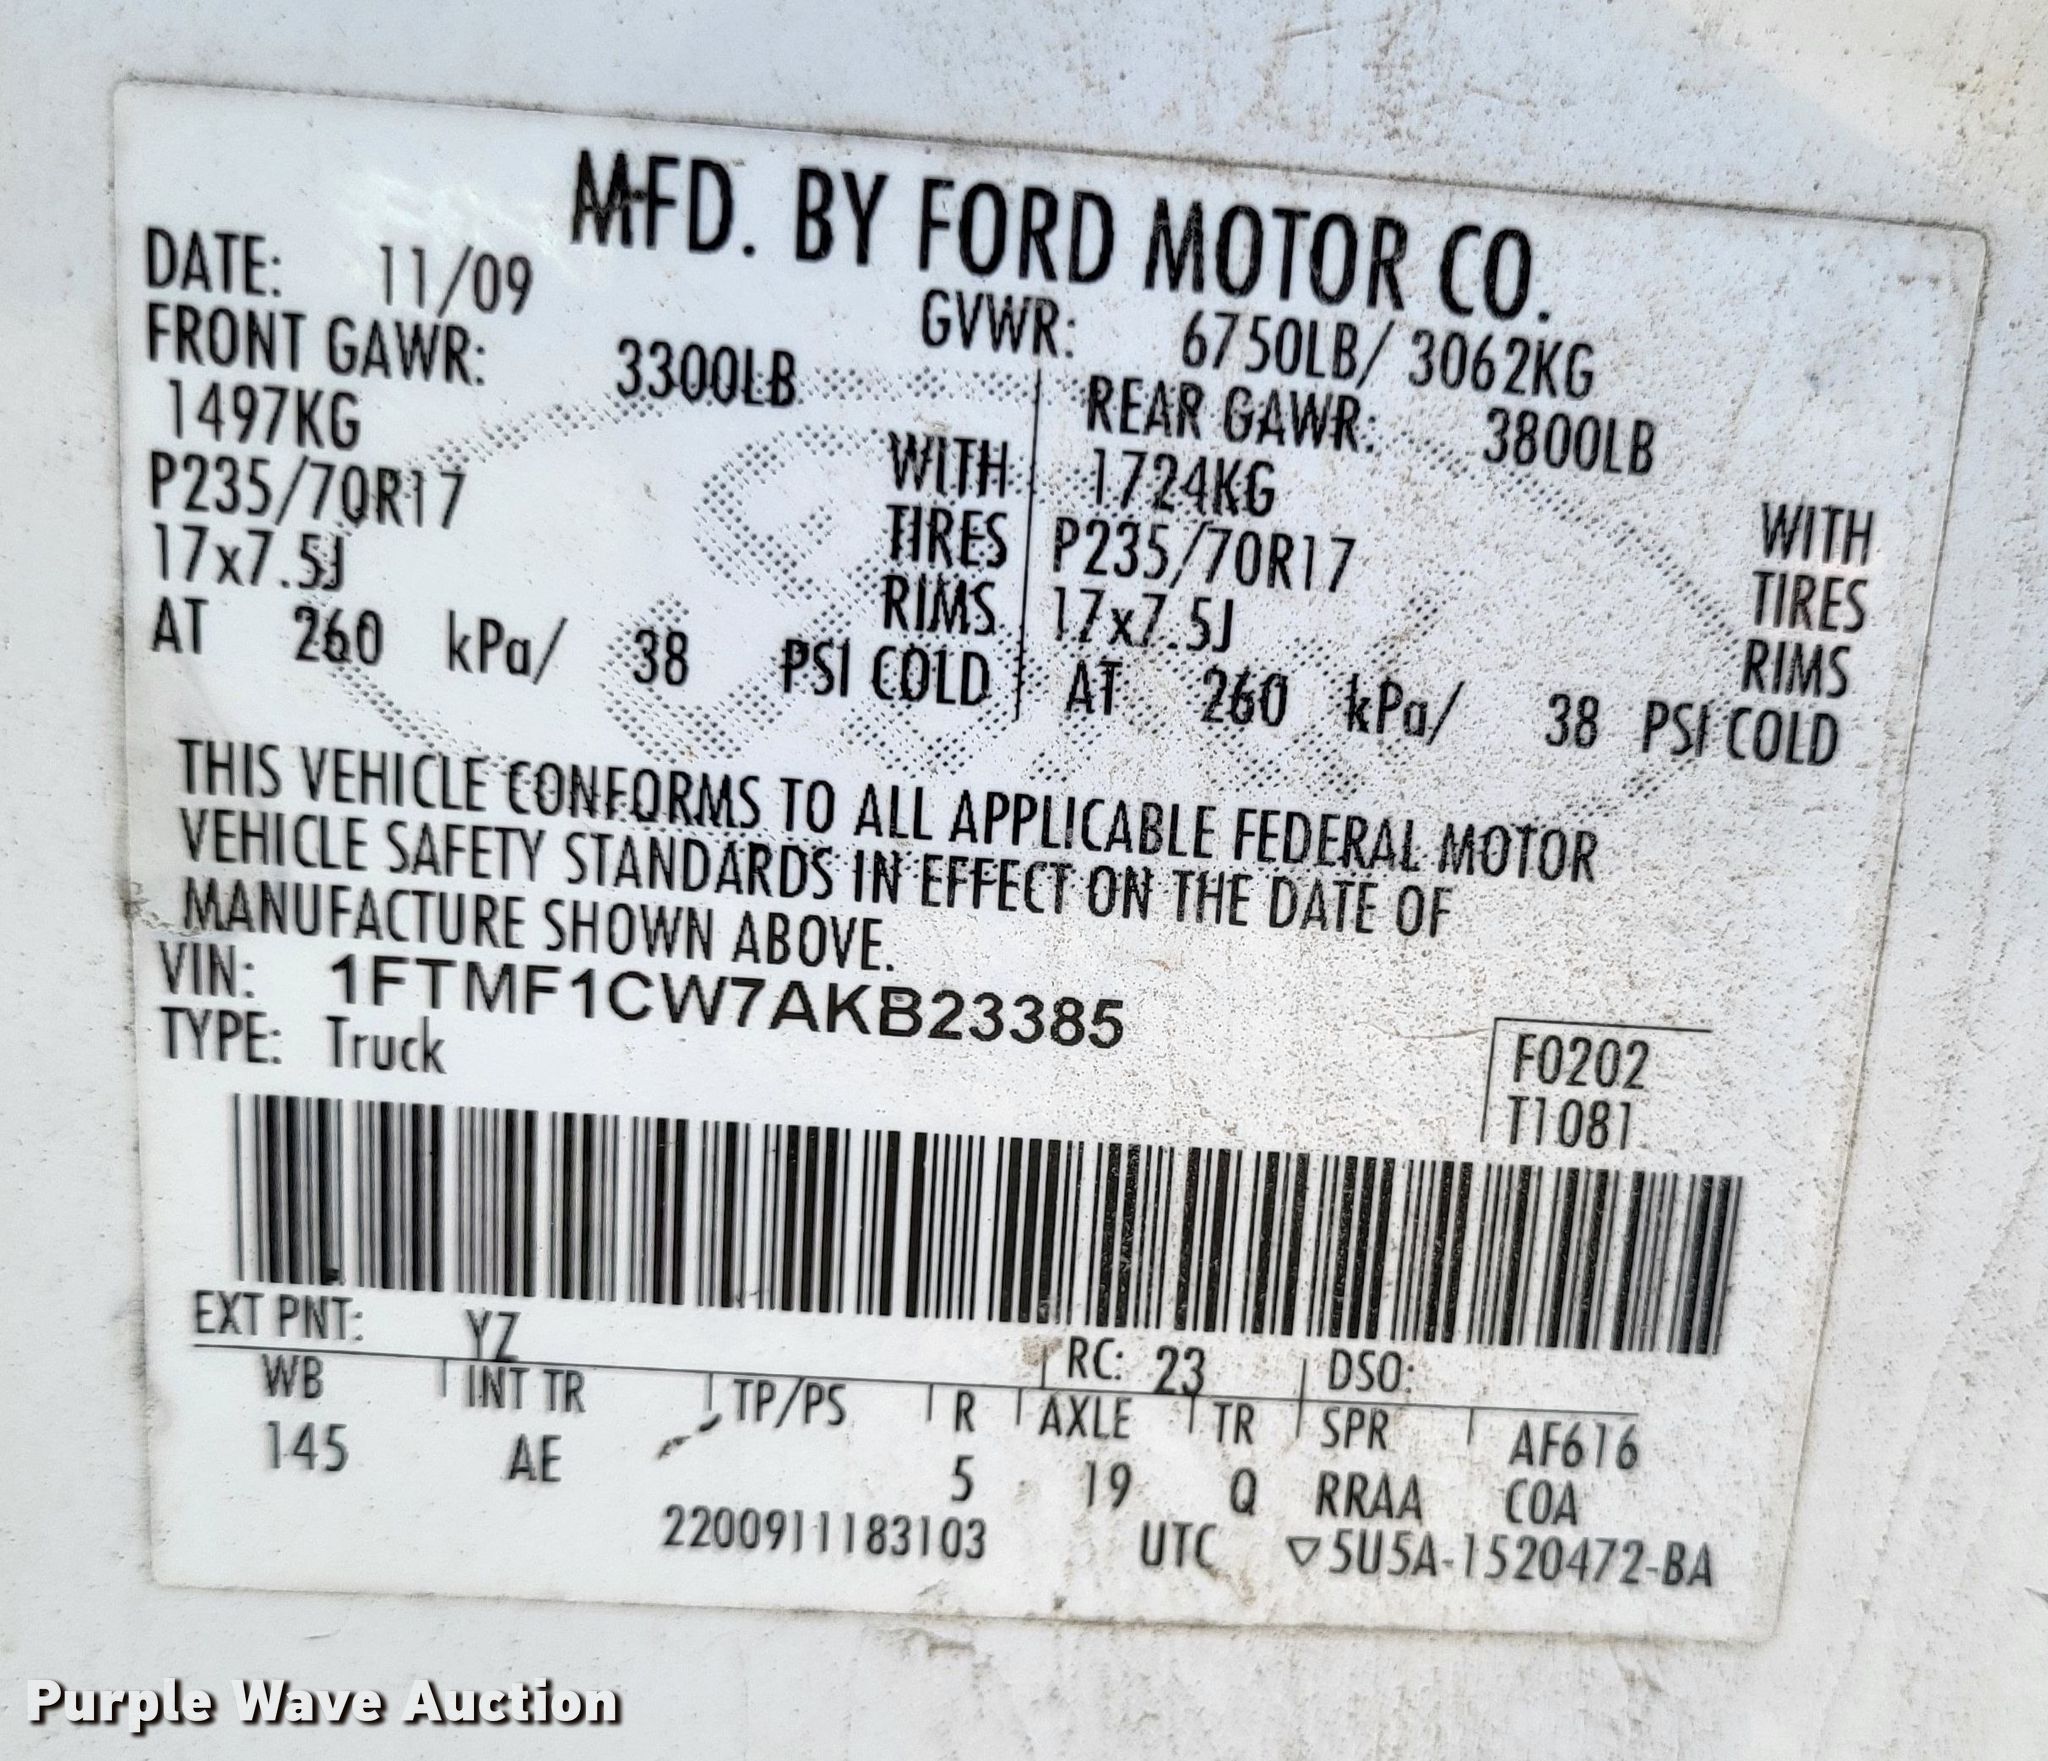 MFD. BY FORD MOTOR CO.
DATE: 11/09 GVWR: 6750LB/ 3062KG
FRONT GAWR: 3300LB REAR GAWR: 3800LB
1497KG WITH 1724KG WITH
P235/70R17 TIRES P235/70R17 TIRES
17x7.5J RIMS 17x7.5J RIMS
AT 260 kPa/ 38 PSI COLD AT 260 kPa/ 38 PSI COLD
THIS VEHICLE CONFORMS TO ALL APPLICABLE FEDERAL MOTOR
VEHICLE SAFETY STANDARDS IN EFFECT ON THE DATE OF
MANUFACTURE SHOWN ABOVE.
VIN: 1FTMF1CW7AKB23385
TYPE: Truck
F0202
T1081
EXT PNT: YZ RC: 23 DSO:
WB INT TR TP/PS R AXLE TR SPR AF616
145 AE 5 19 Q RRAA COA
2200911183103 UTC ▽5U5A-1520472-BA
Purple Wave Auction